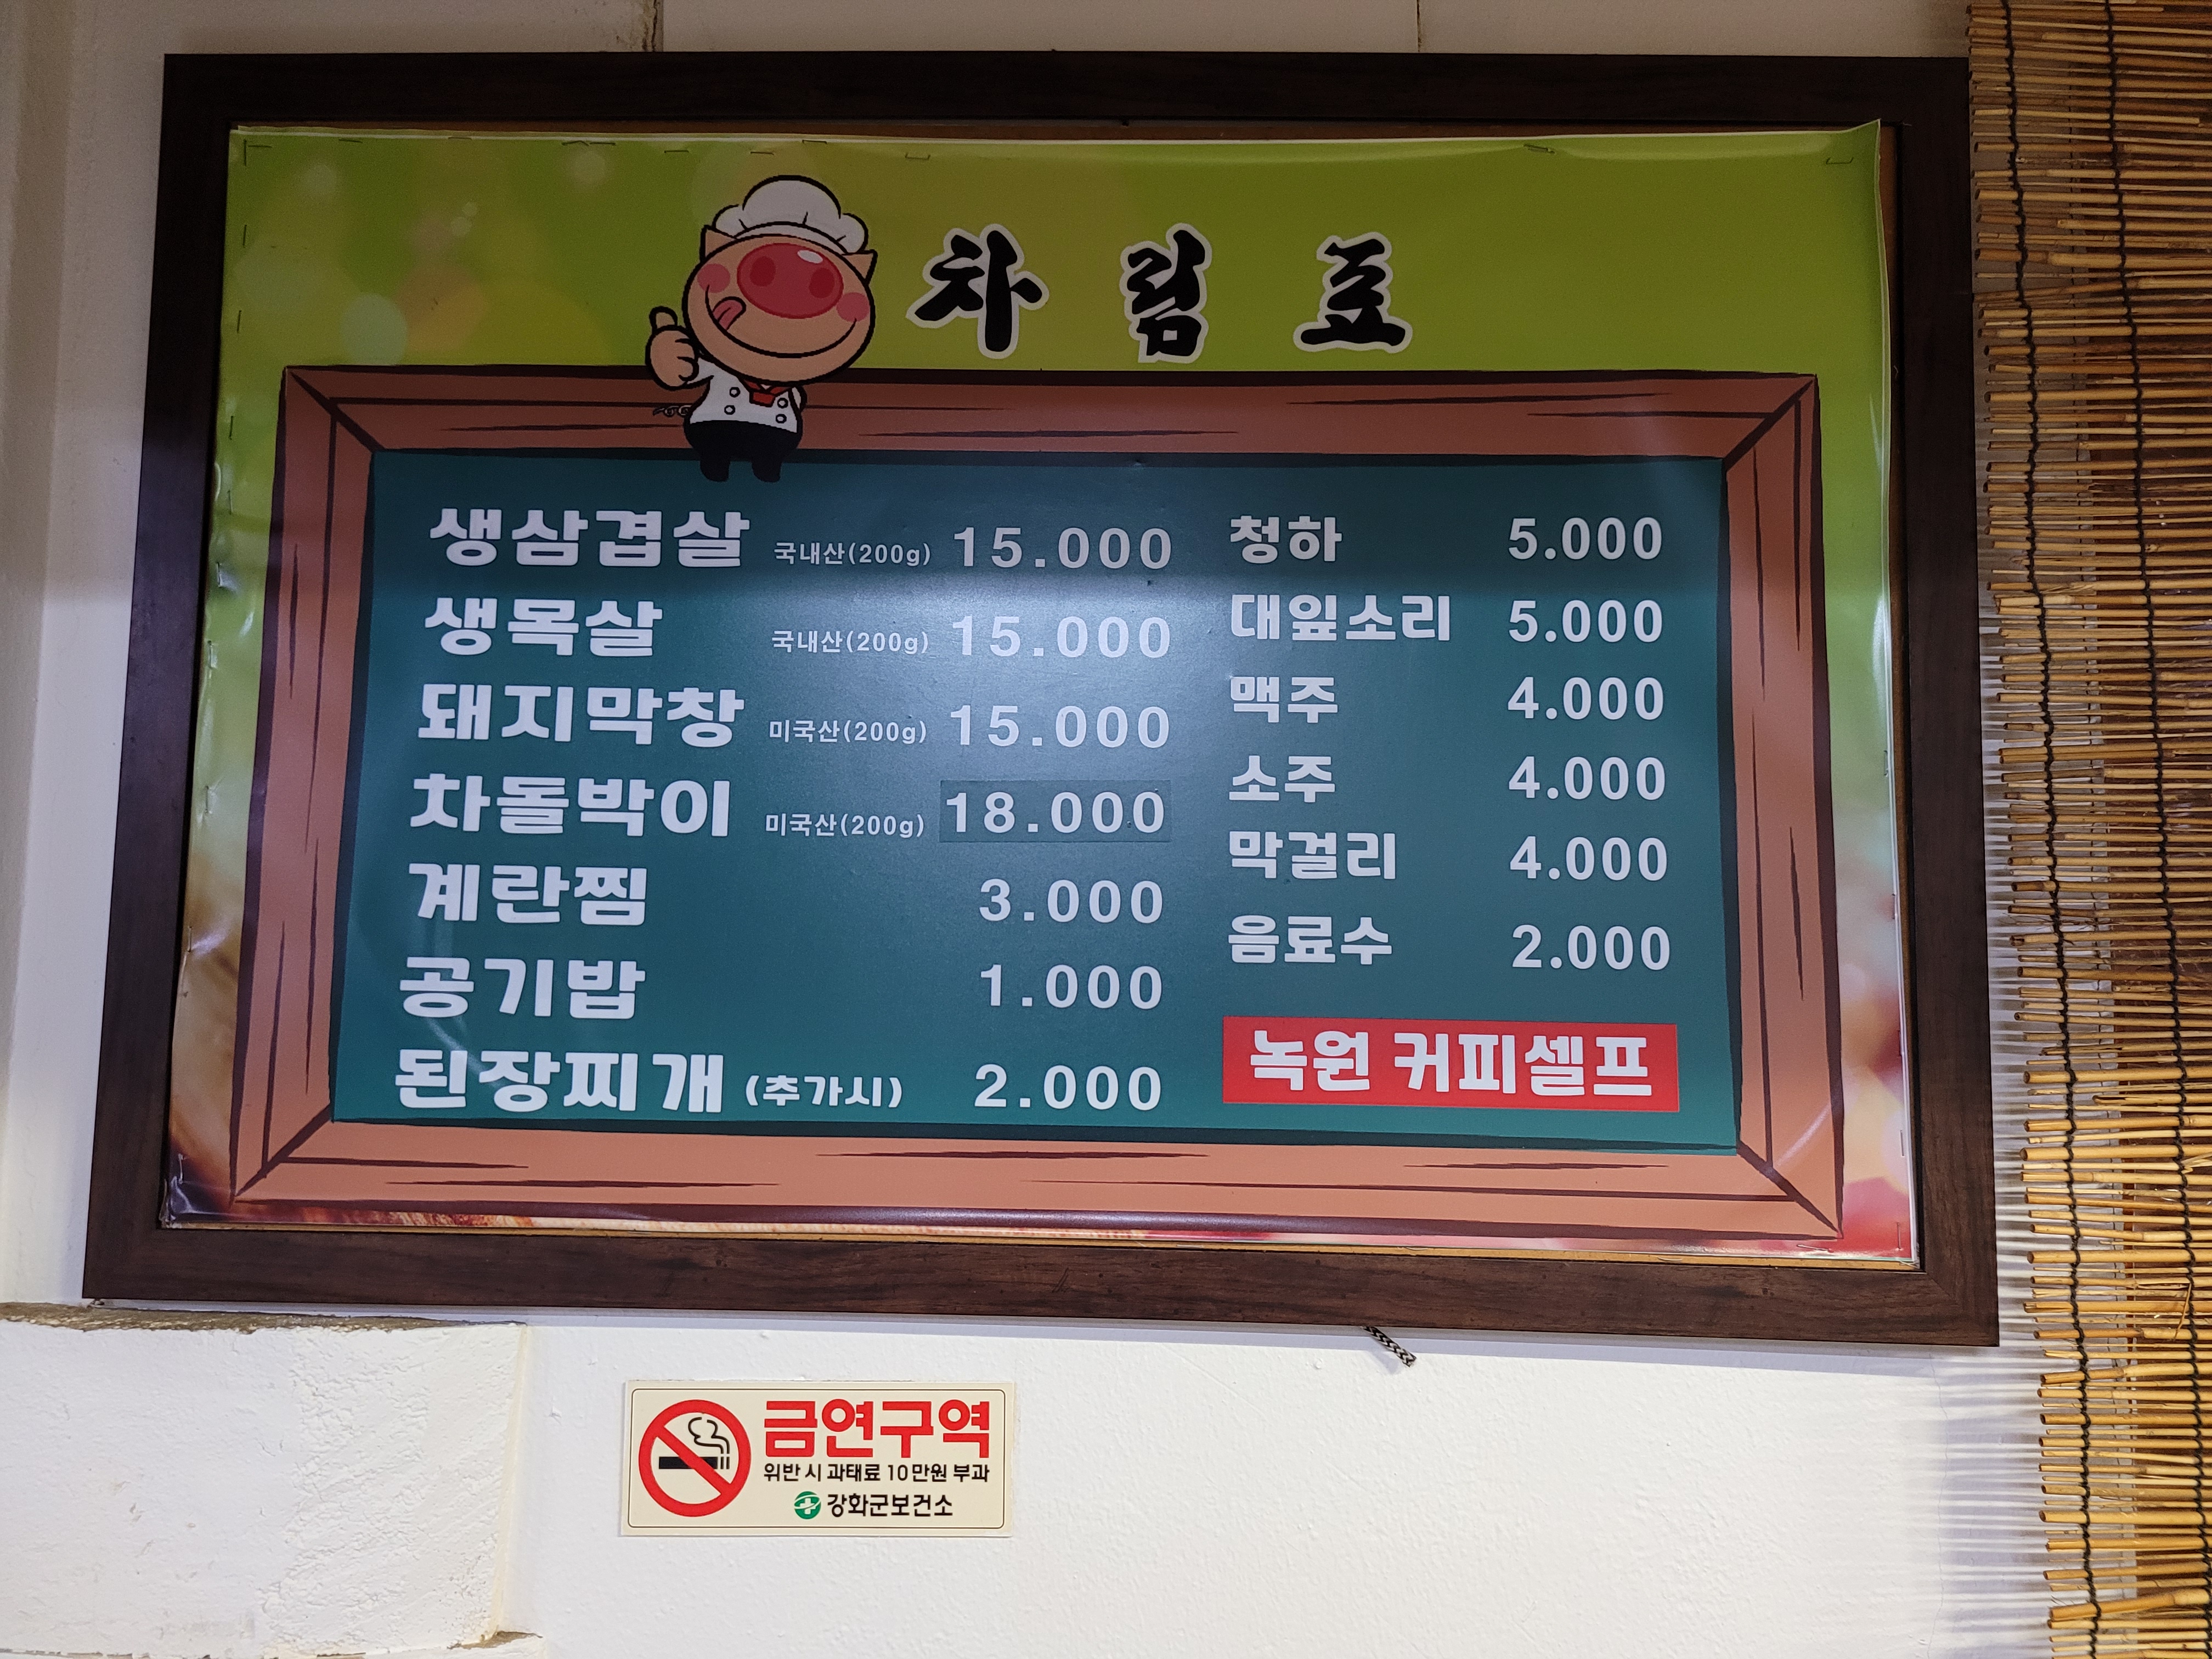 차림표
생삼겹살 국내산(200g) 15.000
생목살 국내산(200g) 15.000
돼지막창 미국산(200g) 15.000
차돌박이 미국산(200g) 18.000
계란찜 3.000
공기밥 1.000
된장찌개 (추가시) 2.000
청하 5.000
대잎소리 5.000
맥주 4.000
소주 4.000
막걸리 4.000
음료수 2.000
녹원 커피셀프
금연구역
위반 시 과태료 10만원 부과
강화군보건소